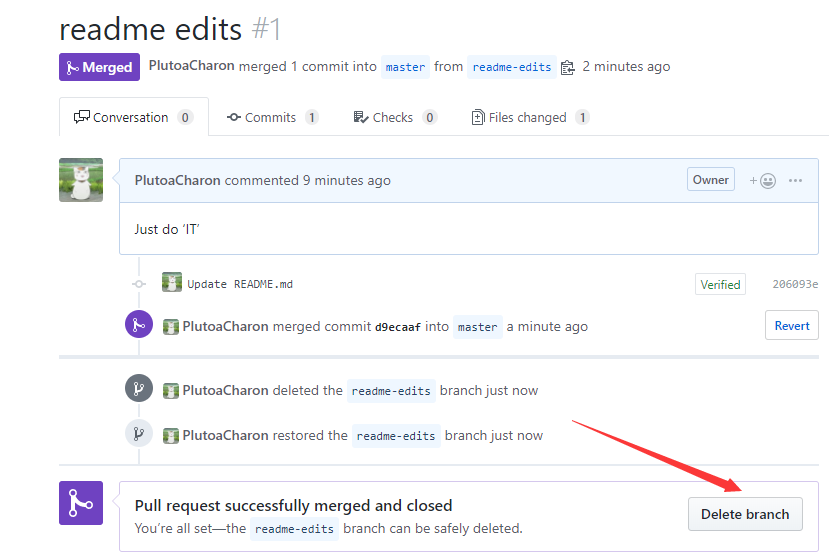 readme edits #1
Merged PlutoaCharon merged 1 commit into master from readme-edits 2 minutes ago
Conversation 0 Commits 1 Checks 0 Files changed 1
PlutoaCharon commented 9 minutes ago Owner +
Just do ‘IT’
Update README.md Verified 206093e
PlutoaCharon merged commit d9ecaaf into master a minute ago Revert
PlutoaCharon deleted the readme-edits branch just now
PlutoaCharon restored the readme-edits branch just now
Pull request successfully merged and closed
You’re all set—the readme-edits branch can be safely deleted.
Delete branch